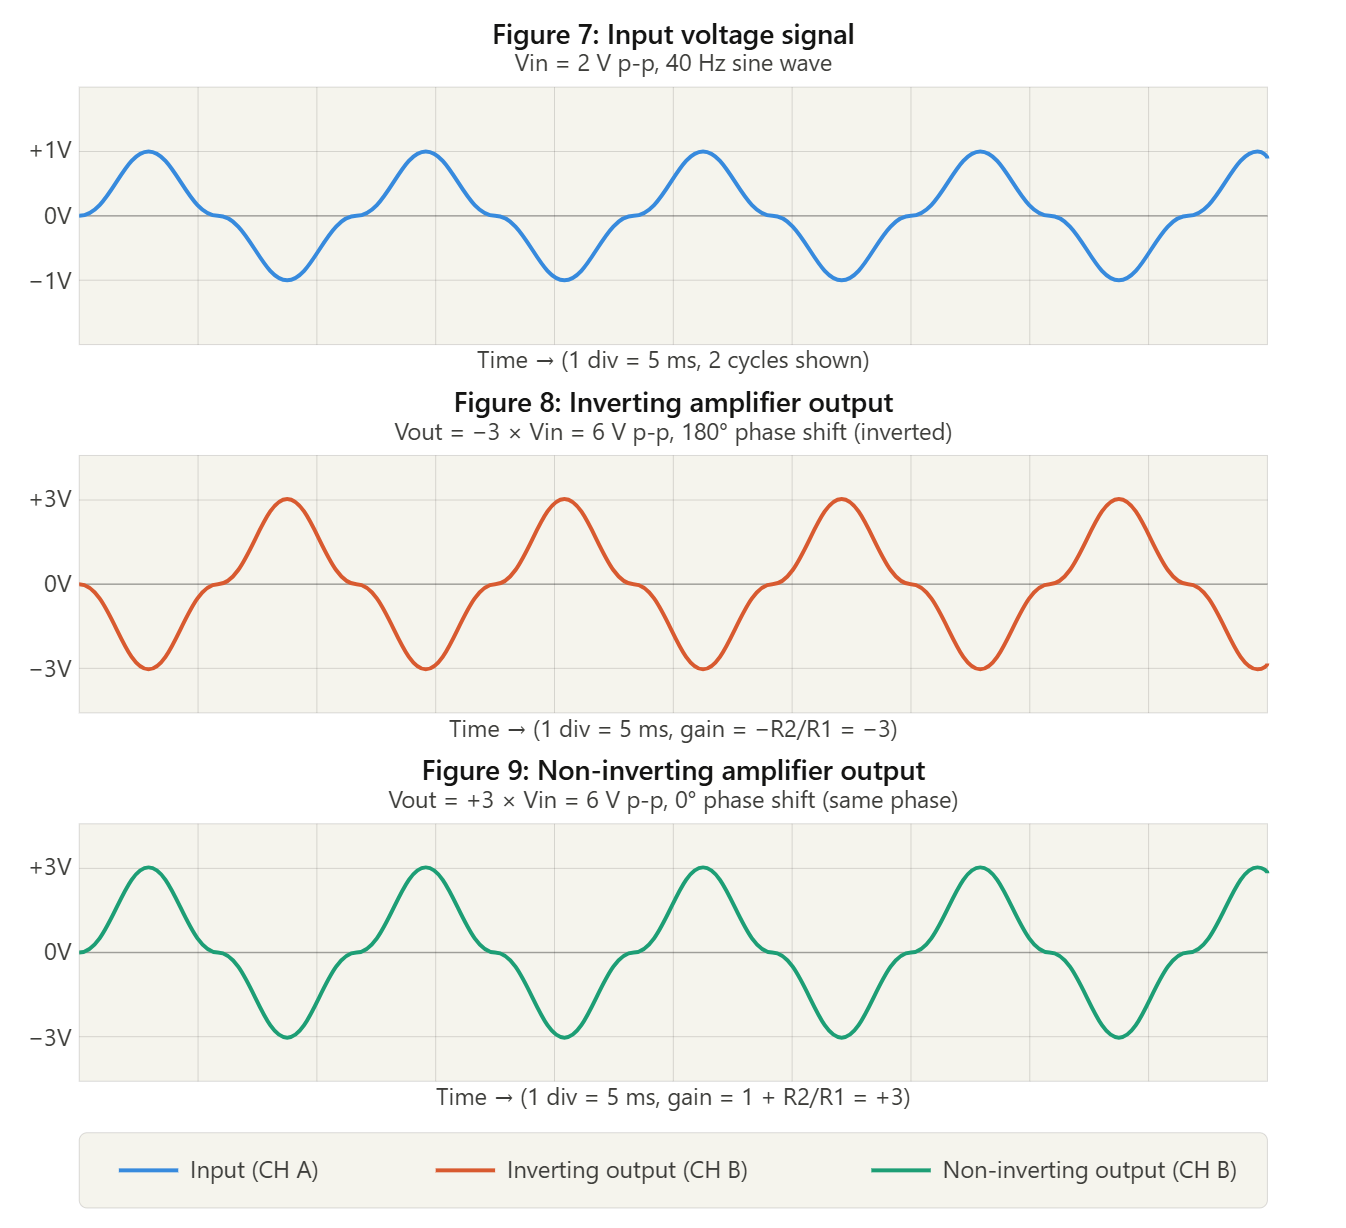 Figure 7: Input voltage signal
Vin = 2 V p-p, 40 Hz sine wave
+1V
0V
−1V
Time → (1 div = 5 ms, 2 cycles shown)
Figure 8: Inverting amplifier output
Vout = −3 × Vin = 6 V p-p, 180° phase shift (inverted)
+3V
0V
−3V
Time → (1 div = 5 ms, gain = −R2/R1 = −3)
Figure 9: Non-inverting amplifier output
Vout = +3 × Vin = 6 V p-p, 0° phase shift (same phase)
+3V
0V
−3V
Time → (1 div = 5 ms, gain = 1 + R2/R1 = +3)
Input (CH A)
Inverting output (CH B)
Non-inverting output (CH B)